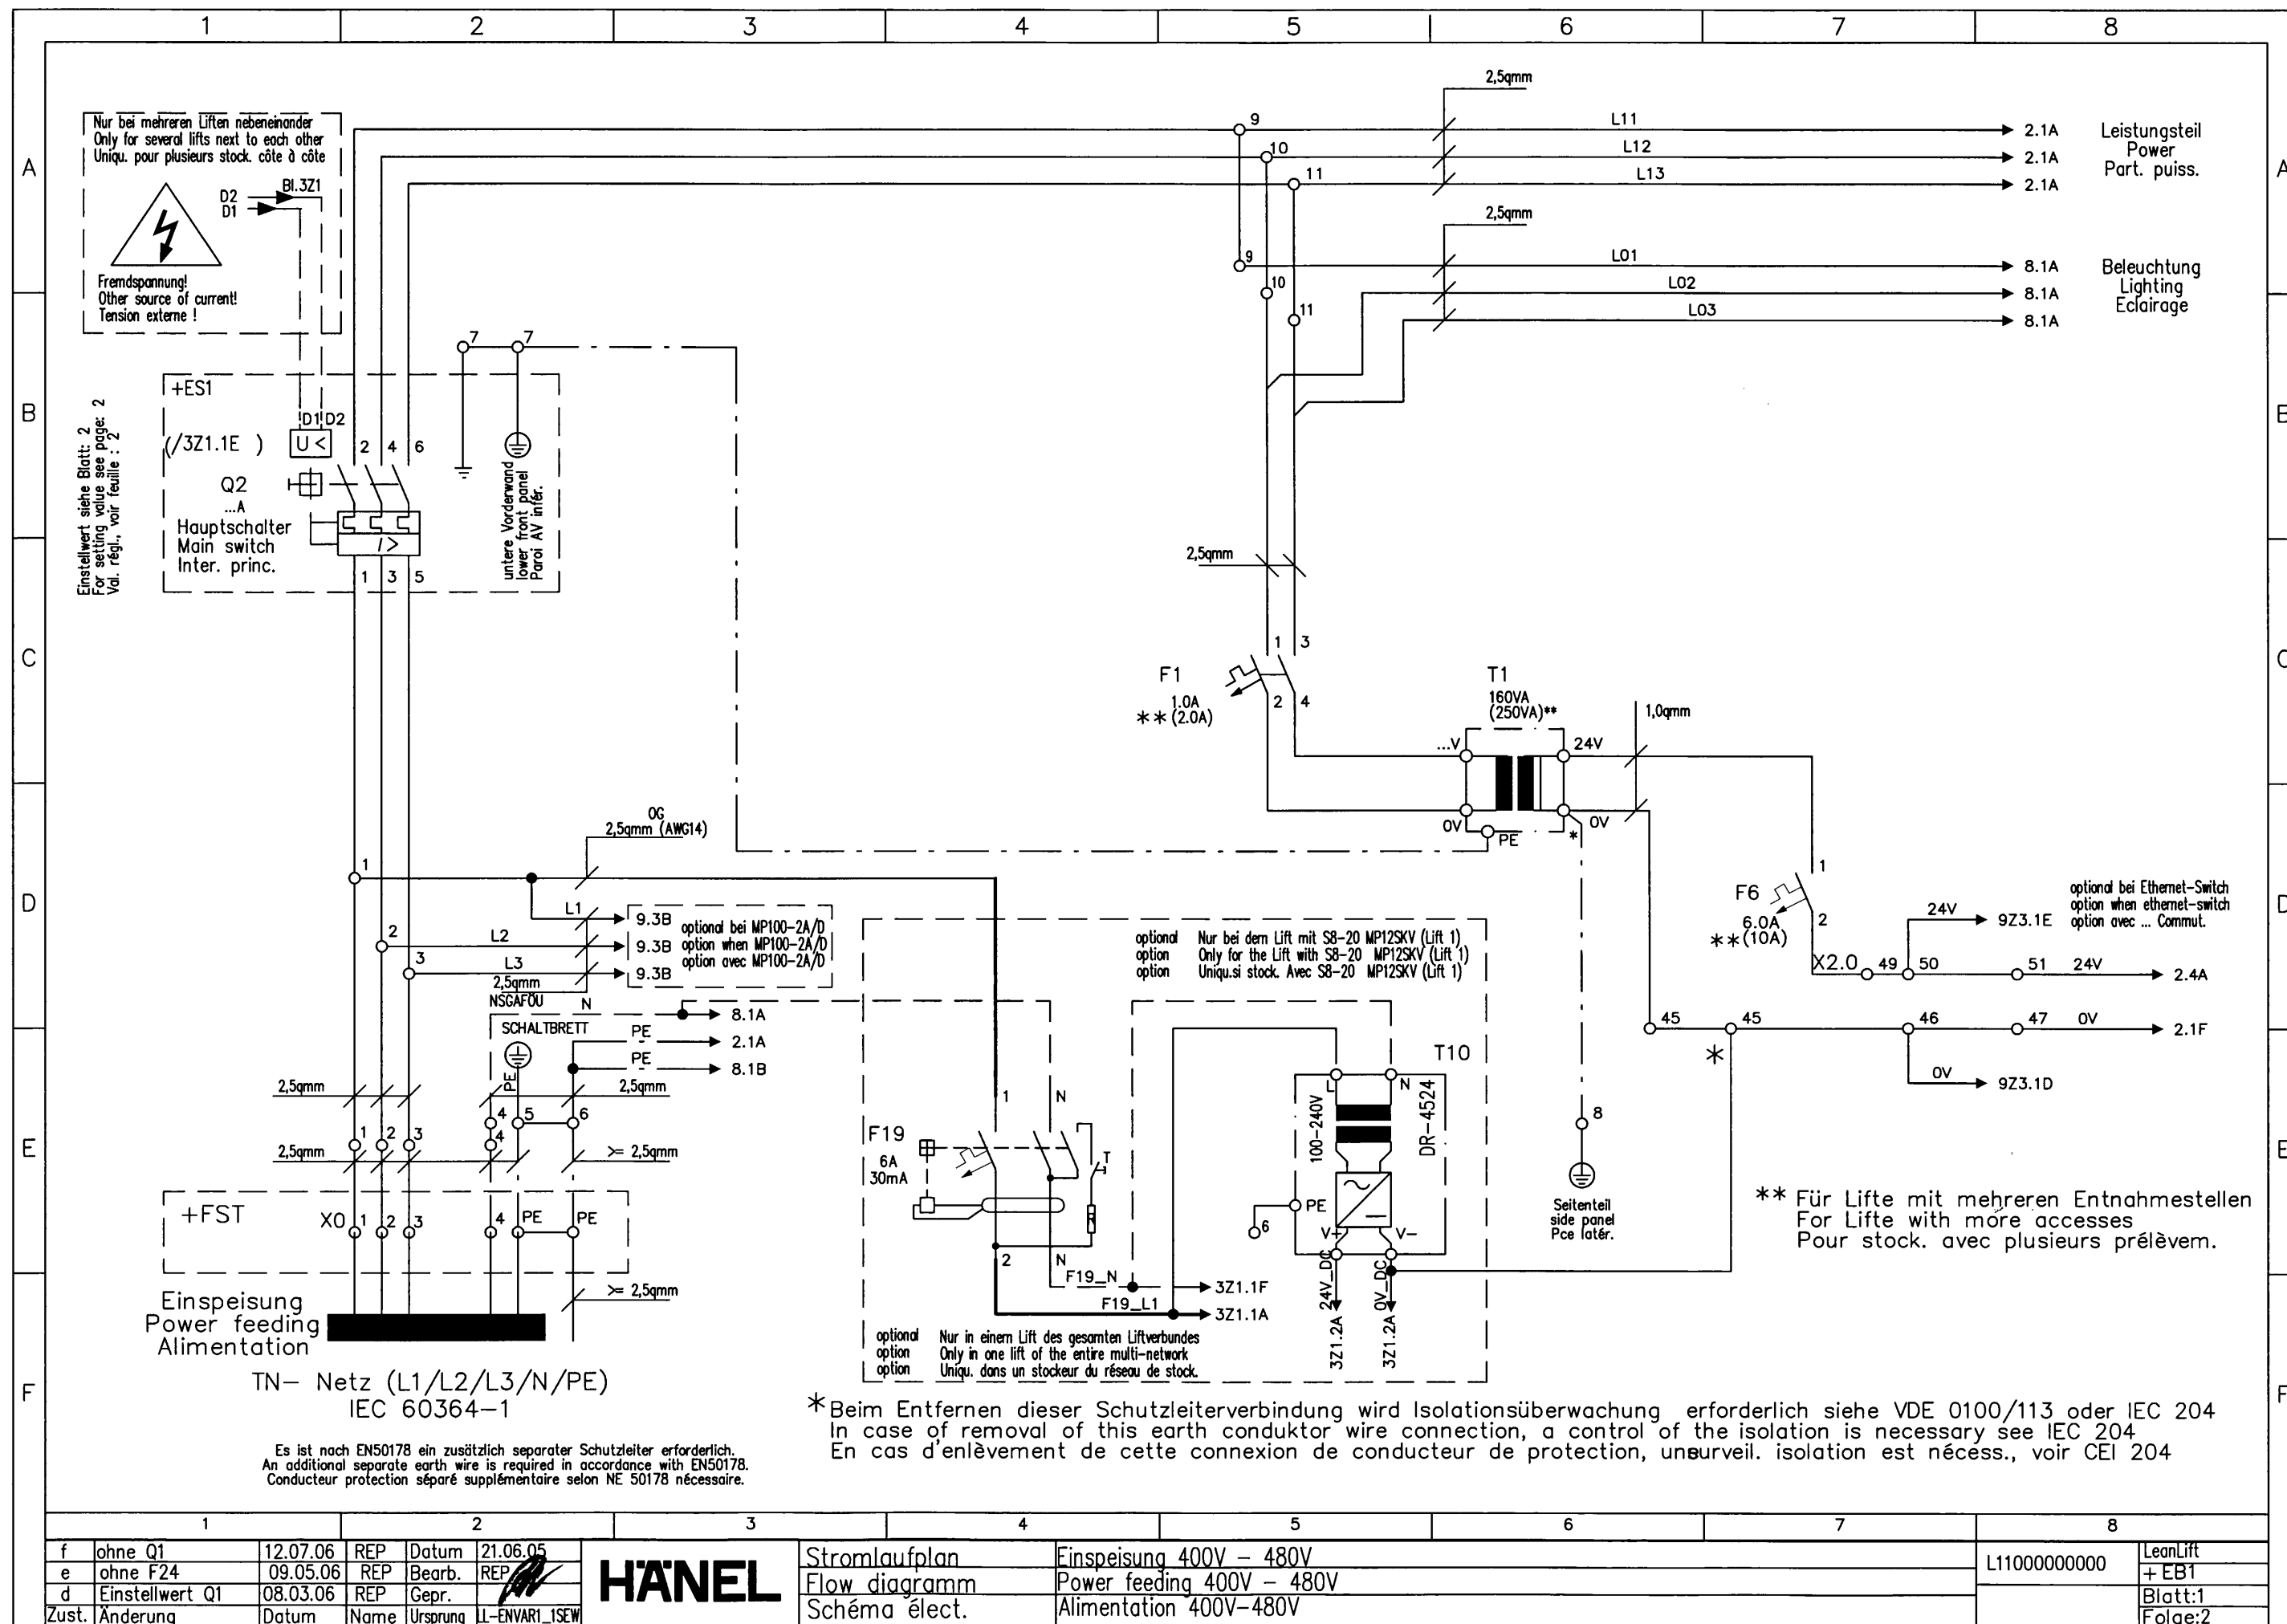 1 2 3 4 5 6 7 8
A
B
C
D
E
F
Nur bei mehreren Liften nebeneinander
Only for several lifts next to each other
Uniqu. pour plusieurs stock. côte à côte
D2
D1
Bl.3Z1
Fremdspannung!
Other source of current!
Tension externe !
2,5qmm
9 L11 2.1A
10 L12 2.1A
11 L13 2.1A
Leistungsteil
Power
Part. puiss.
2,5qmm
9 L01 8.1A
10 L02 8.1A
11 L03 8.1A
Beleuchtung
Lighting
Eclairage
7 7
+ES1
(/3Z1.1E )
D1 D2
U<
2 4 6
Q2
...A
Hauptschalter
Main switch
Inter. princ.
I>
1 3 5
Einstellwert siehe Blatt: 2
For setting value see page: 2
Val. régl., voir feuille : 2
untere Vorderwand
lower front panel
Paroi AV infér.
2,5qmm
1 3
F1
1.0A
**(2.0A)
2 4
T1
160VA
(250VA)**
...V
24V
1,0qmm
0V
PE
*
0V
OG
2,5qmm (AWG14)
1
2
3
L1 9.3B
L2 9.3B
L3 9.3B
optional bei MP100-2A/D
option when MP100-2A/D
option avec MP100-2A/D
2,5qmm
NSGAFÖU
N
8.1A
SCHALTBRETT
PE 2.1A
PE 8.1B
PE
2,5qmm
2,5qmm
4 5 6
1 2 3 4
2,5qmm
>= 2,5qmm
+FST
X0 1 2 3 4 PE PE
>= 2,5qmm
Einspeisung
Power feeding
Alimentation
TN- Netz (L1/L2/L3/N/PE)
IEC 60364-1
Es ist nach EN50178 ein zusätzlich separater Schutzleiter erforderlich.
An additional separate earth wire is required in accordance with EN50178.
Conducteur protection séparé supplémentaire selon NE 50178 nécessaire.
optional Nur bei dem Lift mit S8-20 MP12SKV (Lift 1)
option Only for the Lift with S8-20 MP12SKV (Lift 1)
option Uniqu.si stock. Avec S8-20 MP12SKV (Lift 1)
1 N
F19
6A
30mA
T
R
2 N
F19_N 3Z1.1F
F19_L1 3Z1.1A
T10
L N
100-240V
DR-4524
PE
6
V+ V-
24V_DC
0V_DC
3Z1.2A
3Z1.2A
optional Nur in einem Lift des gesamten Liftverbundes
option Only in one lift of the entire multi-network
option Uniqu. dans un stockeur du réseau de stock.
8
Seitenteil
side panel
Pce latér.
F6
6.0A
**(10A)
1
2
X2.0 49 50 51 24V 2.4A
24V 9Z3.1E
optional bei Ethernet-Switch
option when ethernet-switch
option avec ... Commut.
45 45 46 47 0V 2.1F
*
0V 9Z3.1D
** Für Lifte mit mehreren Entnahmestellen
For Lifte with more accesses
Pour stock. avec plusieurs prélèvem.
*Beim Entfernen dieser Schutzleiterverbindung wird Isolationsüberwachung erforderlich siehe VDE 0100/113 oder IEC 204
In case of removal of this earth conduktor wire connection, a control of the isolation is necessary see IEC 204
En cas d'enlèvement de cette connexion de conducteur de protection, surveil. isolation est nécess., voir CEI 204
1 2 3 4 5 6 7 8
f ohne Q1 12.07.06 REP Datum 21.06.05
e ohne F24 09.05.06 REP Bearb. REP
d Einstellwert Q1 08.03.06 REP Gepr.
Zust. Änderung Datum Name Ursprung LL-ENVAR1_1SEW
HÄNEL
Stromlaufplan
Flow diagramm
Schéma élect.
Einspeisung 400V - 480V
Power feeding 400V - 480V
Alimentation 400V-480V
L11000000000
LeanLift
+ EB1
Blatt:1
Folge:2